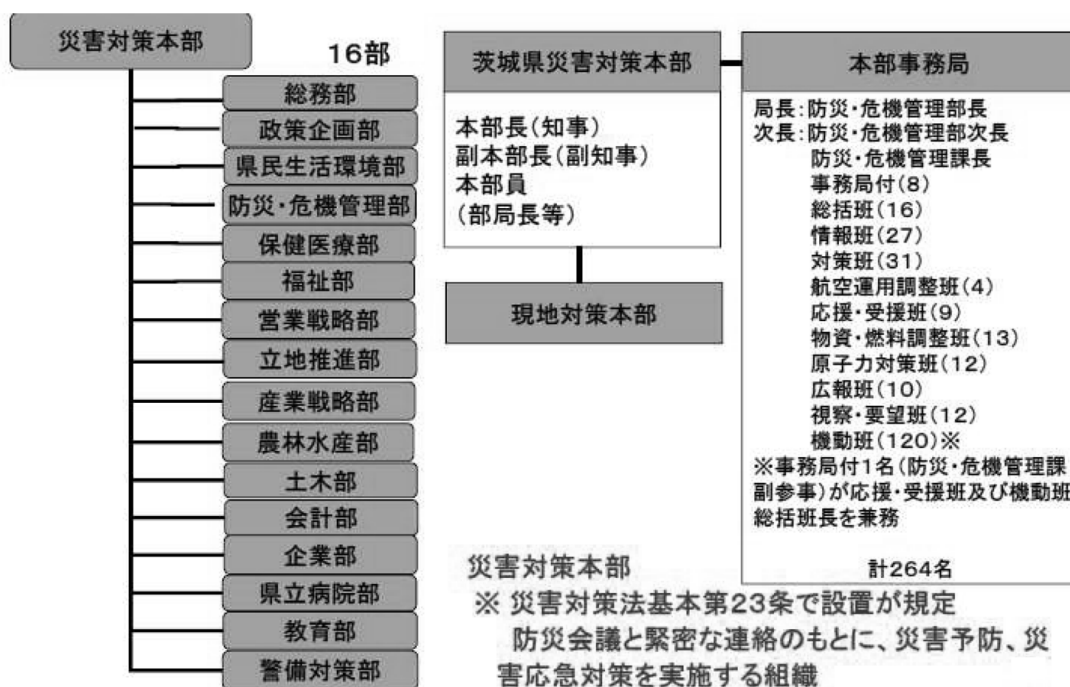 災害対策本部
16部
総務部
政策企画部
県民生活環境部
防災・危機管理部
保健医療部
福祉部
営業戦略部
立地推進部
産業戦略部
農林水産部
土木部
会計部
企業部
県立病院部
教育部
警備対策部
茨城県災害対策本部
本部長(知事)
副本部長(副知事)
本部員
(部局長等)
現地対策本部
本部事務局
局長:防災・危機管理部長
次長:防災・危機管理部次長
防災・危機管理課長
事務局付(8)
総括班(16)
情報班(27)
対策班(31)
航空運用調整班(4)
応援・受援班(9)
物資・燃料調整班(13)
原子力対策班(12)
広報班(10)
視察・要望班(12)
機動班(120)※
※事務局付1名(防災・危機管理課
副参事)が応援・受援班及び機動班
総括班長を兼務
計264名
災害対策本部
※ 災害対策法基本第23条で設置が規定
防災会議と緊密な連絡のもとに、災害予防、災
害応急対策を実施する組織